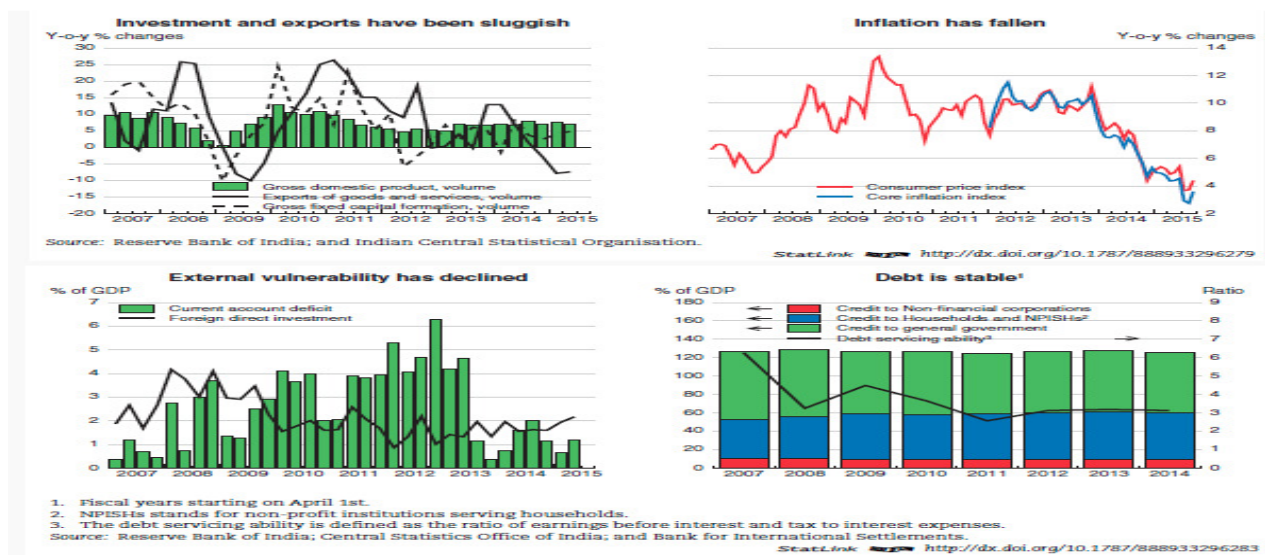 Investment and exports have been sluggish
Y-o-y % changes
30
25
20
15
10
5
0
-5
-10
-15
-20
Gross domestic product, volume
Exports of goods and services, volume
Gross fixed capital formation, volume
2007 2008 2009 2010 2011 2012 2013 2014 2015
Inflation has fallen
Y-o-y % changes
14
12
10
8
6
4
2
Consumer price index
Core inflation index
2007 2008 2009 2010 2011 2012 2013 2014 2015
Source: Reserve Bank of India; and Indian Central Statistical Organisation.
StatLink http://dx.doi.org/10.1787/888933296279
External vulnerability has declined
% of GDP
7
6
5
4
3
2
1
0
Current account deficit
Foreign direct investment
2007 2008 2009 2010 2011 2012 2013 2014 2015
Debt is stable¹
% of GDP
Ratio
180
160
140
120
100
80
60
40
20
0
Credit to Non-financial corporations
Credit to Households and NPISHs²
Credit to general government
Debt servicing ability³
9
8
7
6
5
4
3
2
1
0
2007 2008 2009 2010 2011 2012 2013 2014
1. Fiscal years starting on April 1st.
2. NPISHs stands for non-profit institutions serving households.
3. The debt servicing ability is defined as the ratio of earnings before interest and tax to interest expenses.
Source: Reserve Bank of India; Central Statistics Office of India; and Bank for International Settlements.
StatLink http://dx.doi.org/10.1787/888933296283